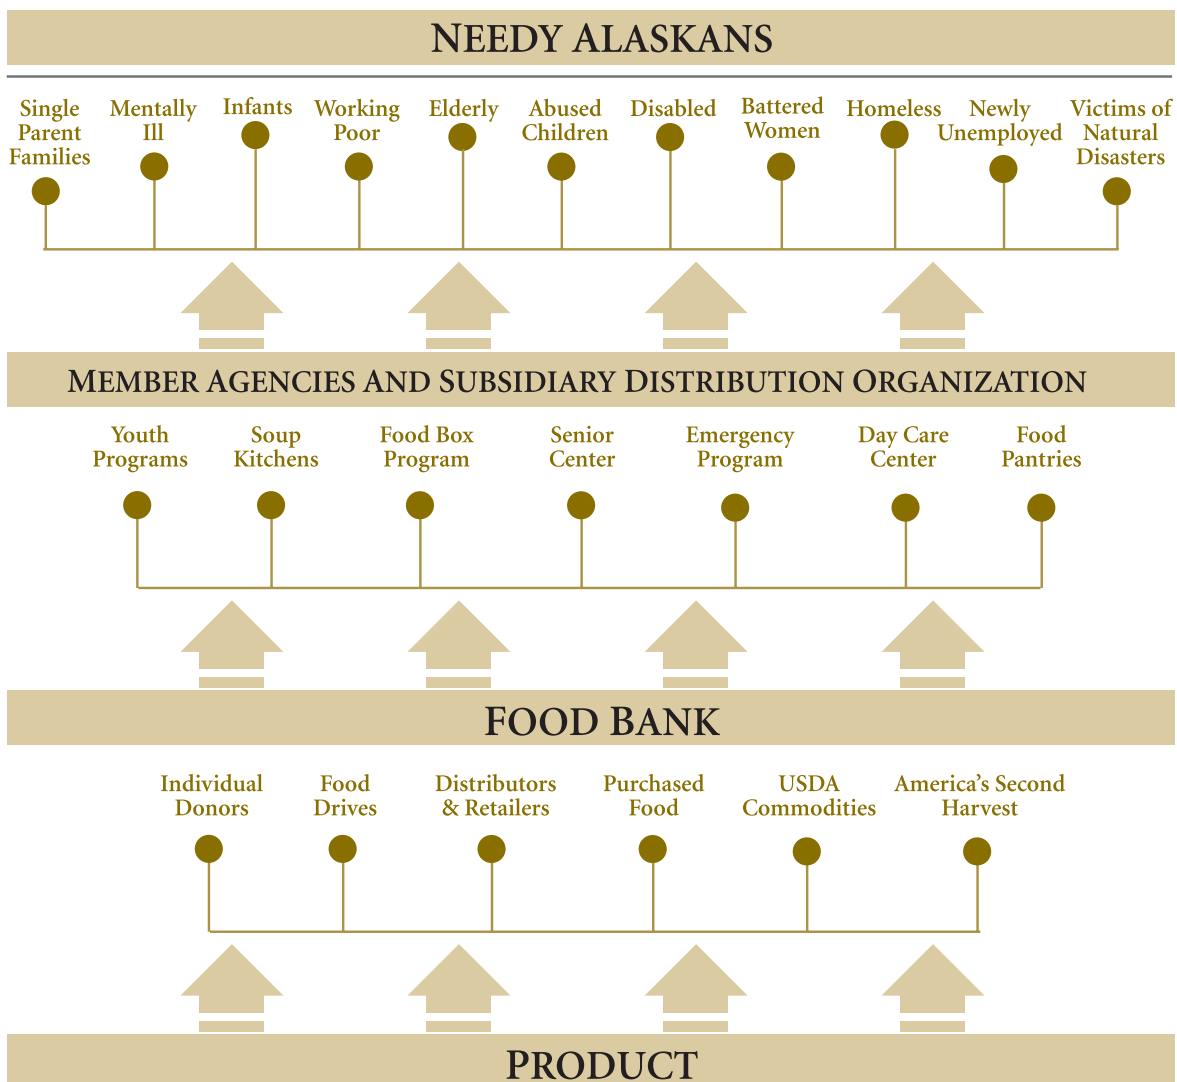 NEEDY ALASKANS
Single
Parent
Families
Mentally
Ill
Infants
Working
Poor
Elderly
Abused
Children
Disabled
Battered
Women
Homeless
Newly
Unemployed
Victims of
Natural
Disasters
MEMBER AGENCIES AND SUBSIDIARY DISTRIBUTION ORGANIZATION
Youth
Programs
Soup
Kitchens
Food Box
Program
Senior
Center
Emergency
Program
Day Care
Center
Food
Pantries
FOOD BANK
Individual
Donors
Food
Drives
Distributors
& Retailers
Purchased
Food
USDA
Commodities
America’s Second
Harvest
PRODUCT